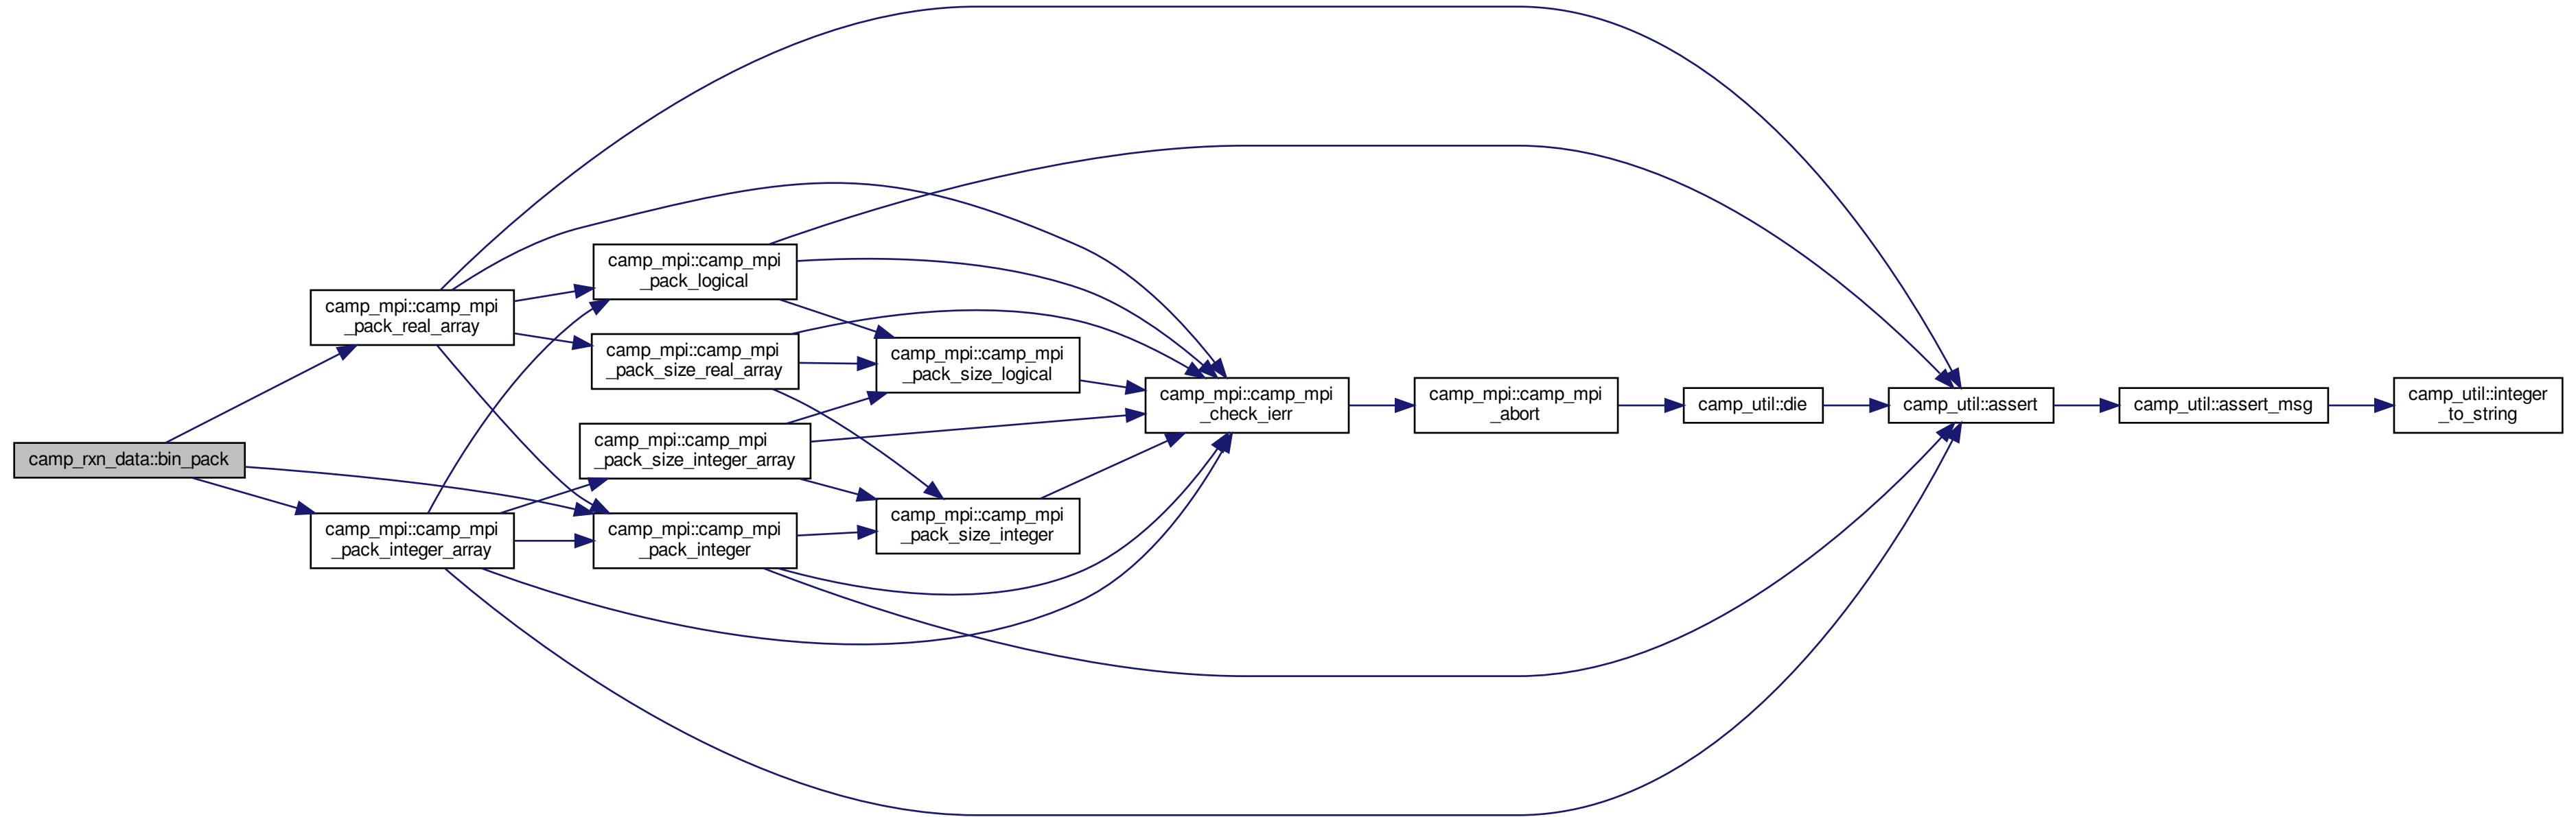 camp_rxn_data::bin_pack
camp_mpi::camp_mpi
_pack_real_array
camp_mpi::camp_mpi
_pack_integer_array
camp_mpi::camp_mpi
_pack_logical
camp_mpi::camp_mpi
_pack_size_real_array
camp_mpi::camp_mpi
_pack_size_integer_array
camp_mpi::camp_mpi
_pack_integer
camp_mpi::camp_mpi
_pack_size_logical
camp_mpi::camp_mpi
_pack_size_integer
camp_mpi::camp_mpi
_check_ierr
camp_mpi::camp_mpi
_abort
camp_util::die
camp_util::assert
camp_util::assert_msg
camp_util::integer
_to_string